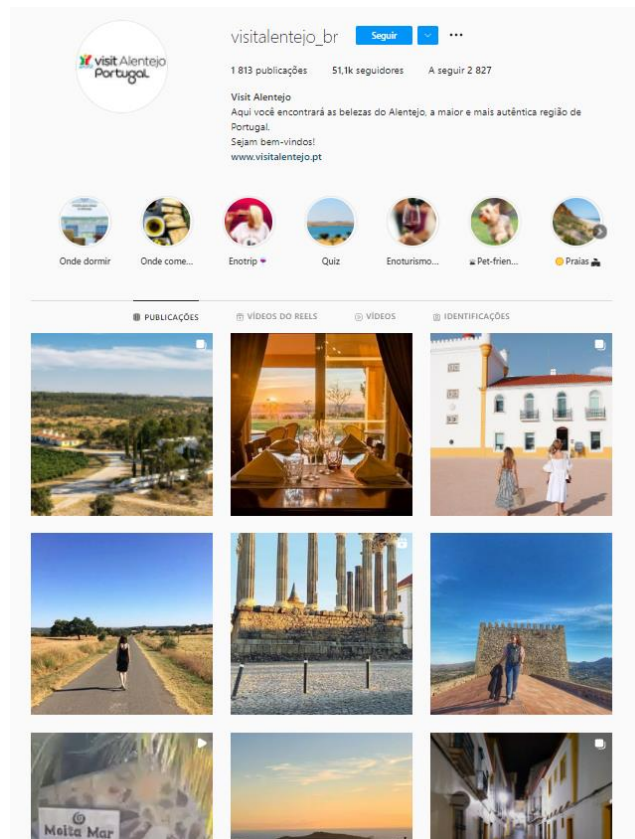 visit Alentejo
Portugal
visitalentejo_br
Seguir
1 813 publicações 51,1k seguidores A seguir 2 827
Visit Alentejo
Aqui você encontrará as belezas do Alentejo, a maior e mais autêntica região de
Portugal.
Sejam bem-vindos!
www.visitalentejo.pt
Onde dormir Onde come... Enotrip Quiz Enoturismo... Pet-frien... Praias
PUBLICAÇÕES VÍDEOS DO REELS VÍDEOS IDENTIFICAÇÕES
Moita Mar